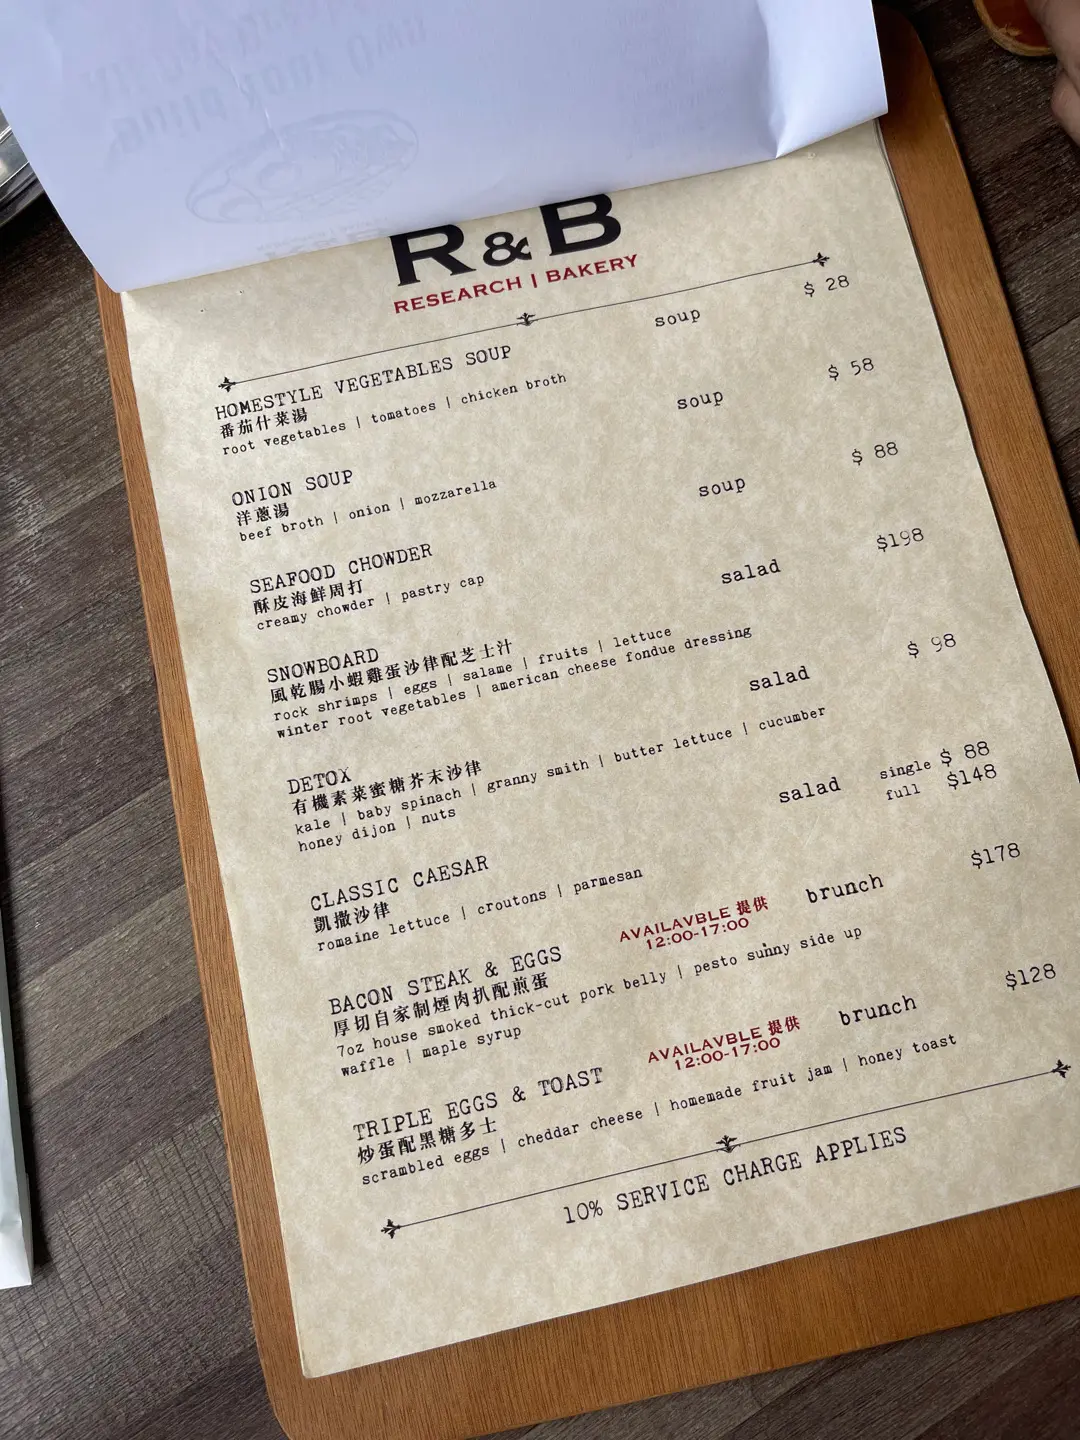 R&B
RESEARCH | BAKERY
HOMESTYLE VEGETABLES SOUP soup $ 28
番茄什菜湯
root vegetables | tomatoes | chicken broth
ONION SOUP soup $ 58
洋蔥湯
beef broth | onion | mozzarella
SEAFOOD CHOWDER soup $ 88
酥皮海鮮周打
creamy chowder | pastry cap
SNOWBOARD salad $198
風乾腸小蝦雞蛋沙律配芝士汁
rock shrimps | eggs | salame | fruits | lettuce
winter root vegetables | american cheese fondue dressing
DETOX salad $ 98
有機素菜蜜糖芥末沙律
kale | baby spinach | granny smith | butter lettuce | cucumber
honey dijon | nuts
CLASSIC CAESAR salad single $ 88
full $148
凱撒沙律
romaine lettuce | croutons | parmesan
BACON STEAK & EGGS AVAILAVBLE 提供 brunch $178
12:00-17:00
厚切自家制煙肉扒配煎蛋
7oz house smoked thick-cut pork belly | pesto sunny side up
waffle | maple syrup
TRIPLE EGGS & TOAST AVAILAVBLE 提供 brunch $128
12:00-17:00
炒蛋配黑糖多士
scrambled eggs | cheddar cheese | homemade fruit jam | honey toast
10% SERVICE CHARGE APPLIES